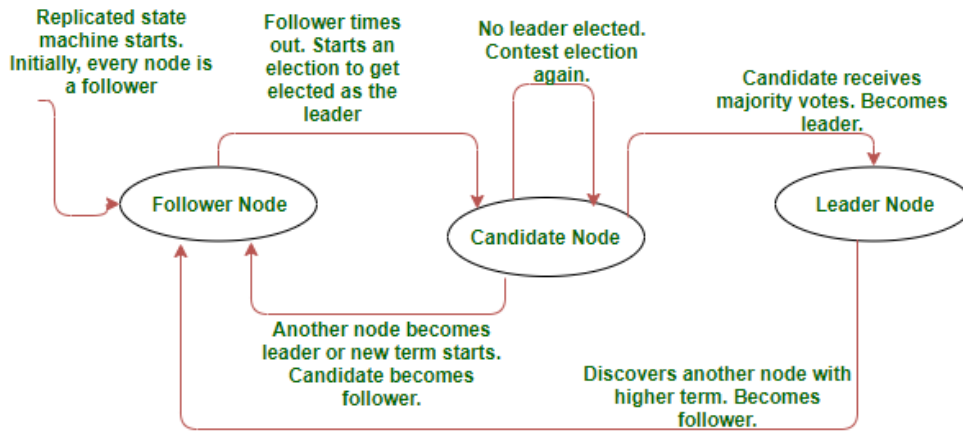 Replicated state
machine starts.
Initially, every node is
a follower
Follower times
out. Starts an
election to get
elected as the
leader
No leader elected.
Contest election
again.
Candidate receives
majority votes. Becomes
leader.
Follower Node
Candidate Node
Leader Node
Another node becomes
leader or new term starts.
Candidate becomes
follower.
Discovers another node with
higher term. Becomes
follower.